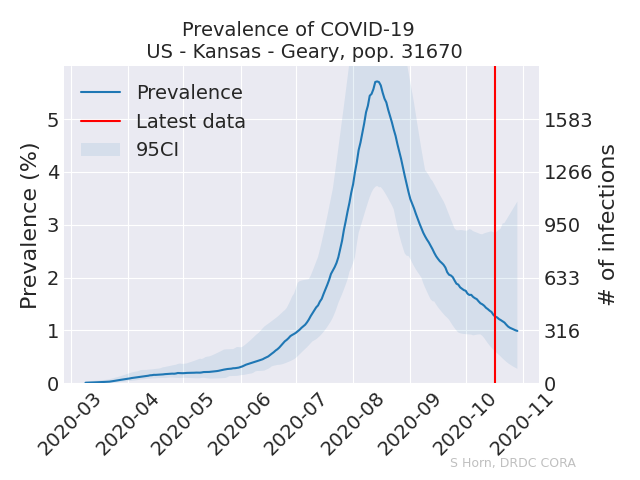 Prevalence of COVID-19
US - Kansas - Geary, pop. 31670
Prevalence
Latest data
95CI
Prevalence (%)
5
4
3
2
1
0
1583
1266
950
633
316
0
# of infections
2020-03
2020-04
2020-05
2020-06
2020-07
2020-08
2020-09
2020-10
2020-11
S Horn, DRDC CORA